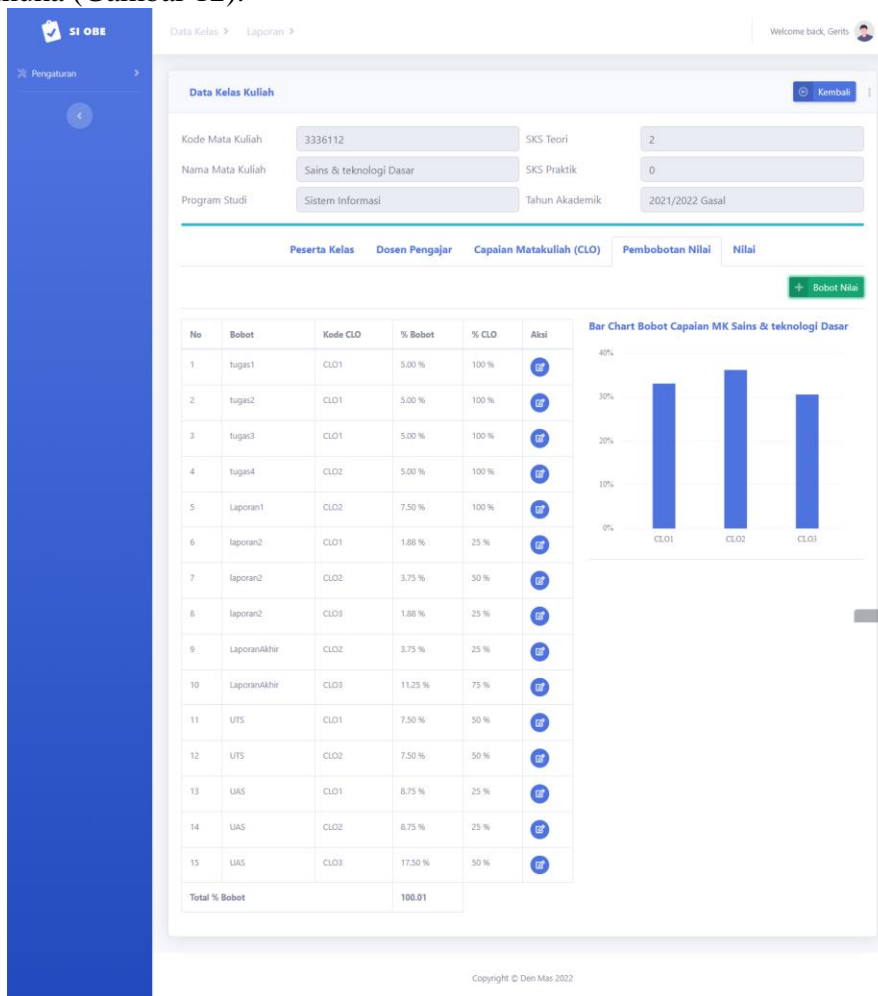 (Gambar 12).
SI OBE
Data Kelas > Laporan >
Welcome back, Gerits
Pengaturan >
Data Kelas Kuliah
Kembali
Kode Mata Kuliah 3336112 SKS Teori 2
Nama Mata Kuliah Sains & teknologi Dasar SKS Praktik 0
Program Studi Sistem Informasi Tahun Akademik 2021/2022 Gasal
Peserta Kelas Dosen Pengajar Capaian Matakuliah (CLO) Pembobotan Nilai Nilai
+ Bobot Nilai
No Bobot Kode CLO % Bobot % CLO Aksi
1 tugas1 CLO1 5.00 % 100 %
2 tugas2 CLO1 5.00 % 100 %
3 tugas3 CLO1 5.00 % 100 %
4 tugas4 CLO2 5.00 % 100 %
5 Laporan1 CLO2 7.50 % 100 %
6 laporan2 CLO1 1.88 % 25 %
7 laporan2 CLO2 3.75 % 50 %
8 laporan2 CLO3 1.88 % 25 %
9 LaporanAkhir CLO2 3.75 % 25 %
10 LaporanAkhir CLO3 11.25 % 75 %
11 UTS CLO1 7.50 % 50 %
12 UTS CLO2 7.50 % 50 %
13 UAS CLO1 8.75 % 25 %
14 UAS CLO2 8.75 % 25 %
15 UAS CLO3 17.50 % 50 %
Total % Bobot 100.01
Bar Chart Bobot Capaian MK Sains & teknologi Dasar
40%
30%
20%
10%
0%
CLO1 CLO2 CLO3
Copyright © Den Mas 2022